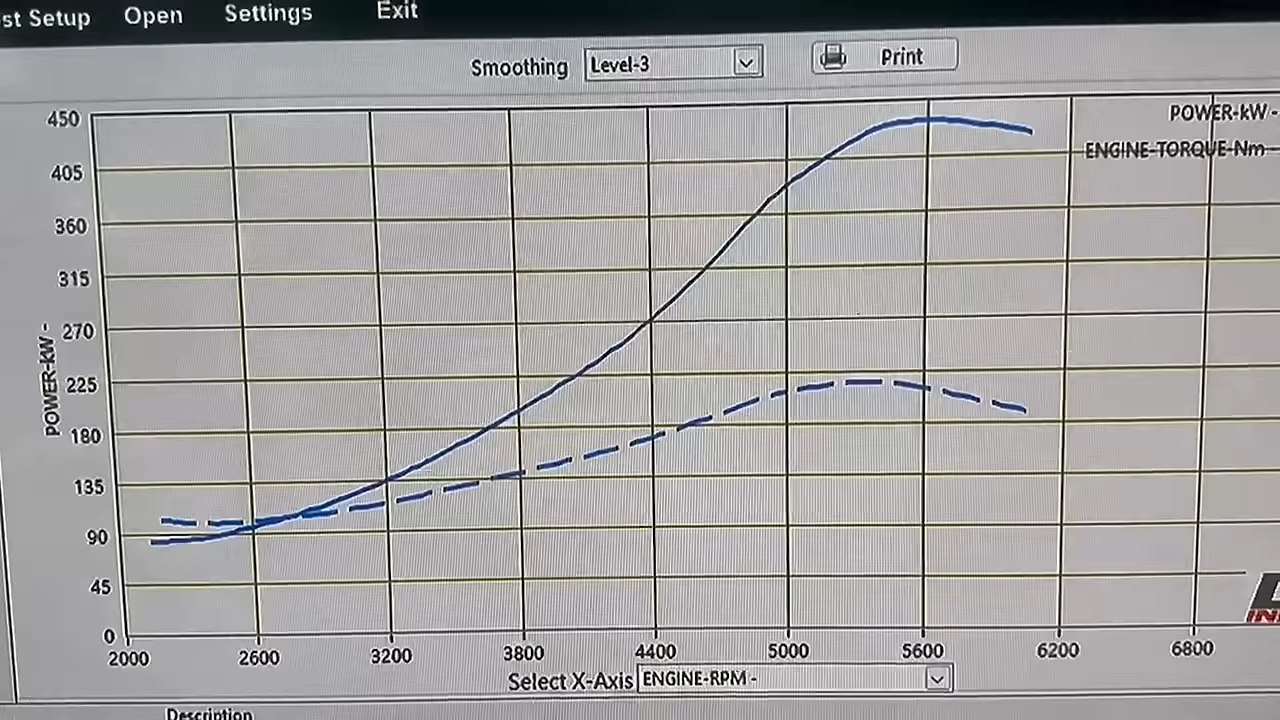 st Setup Open Settings Exit
Smoothing Level-3 Print
POWER-kW -
ENGINE-TORQUE-Nm -
450
405
360
315
270
225
180
135
90
45
0
POWER-kW -
2000 2600 3200 3800 4400 5000 5600 6200 6800
Select X-Axis ENGINE-RPM -
Description